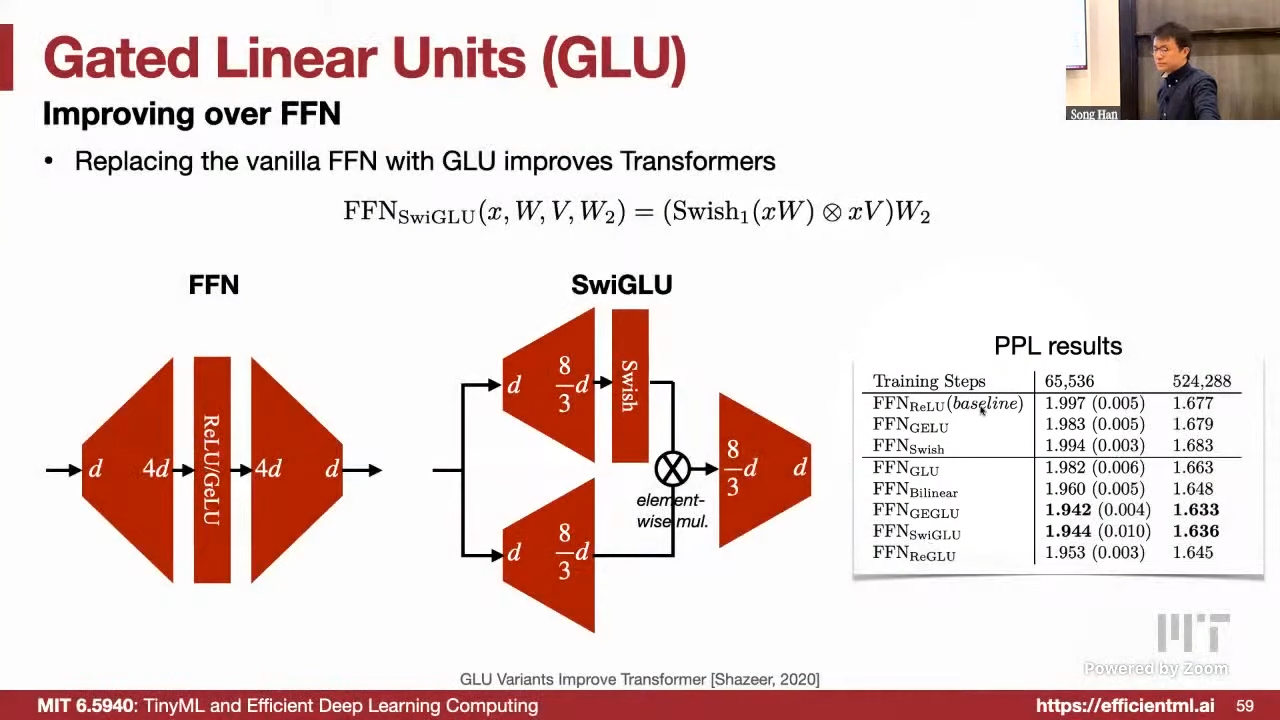 Gated Linear Units (GLU)
Improving over FFN
Song Han
• Replacing the vanilla FFN with GLU improves Transformers
FFN_SwiGLU(x, W, V, W₂) = (Swish₁(xW) ⊗ xV)W₂
FFN
d 4d ReLU/GeLU 4d d
SwiGLU
d 8/3 d Swish
element-
wise mul.
8/3 d d
d 8/3 d
PPL results
Training Steps 65,536 524,288
FFN_ReLU(baseline) 1.997 (0.005) 1.677
FFN_GELU 1.983 (0.005) 1.679
FFN_Swish 1.994 (0.003) 1.683
FFN_GLU 1.982 (0.006) 1.663
FFN_Bilinear 1.960 (0.005) 1.648
FFN_GEGLU 1.942 (0.004) 1.633
FFN_SwiGLU 1.944 (0.010) 1.636
FFN_ReGLU 1.953 (0.003) 1.645
MIT
Powered by Zoom
GLU Variants Improve Transformer [Shazeer, 2020]
MIT 6.5940: TinyML and Efficient Deep Learning Computing
https://efficientml.ai 59